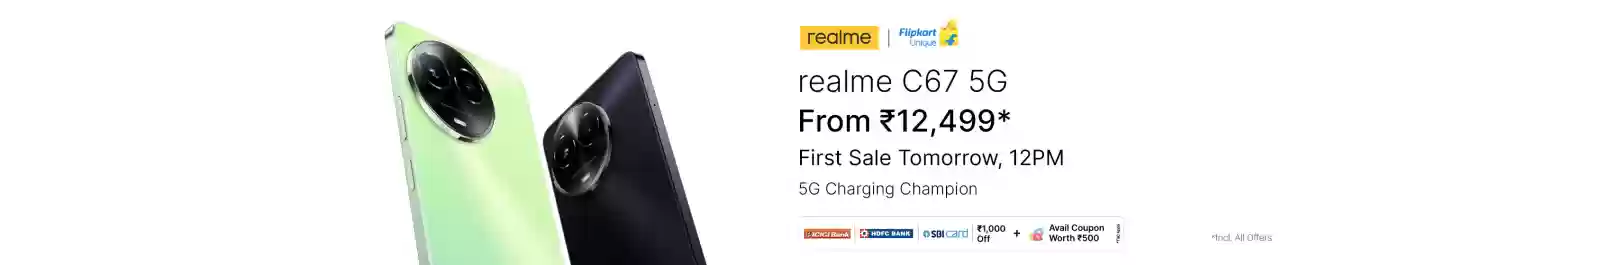 realme | Flipkart Unique
realme C67 5G
From ₹12,499*
First Sale Tomorrow, 12PM
5G Charging Champion
ICICI Bank HDFC BANK SBI card ₹1,000 Off + Avail Coupon Worth ₹500
*Incl. All Offers